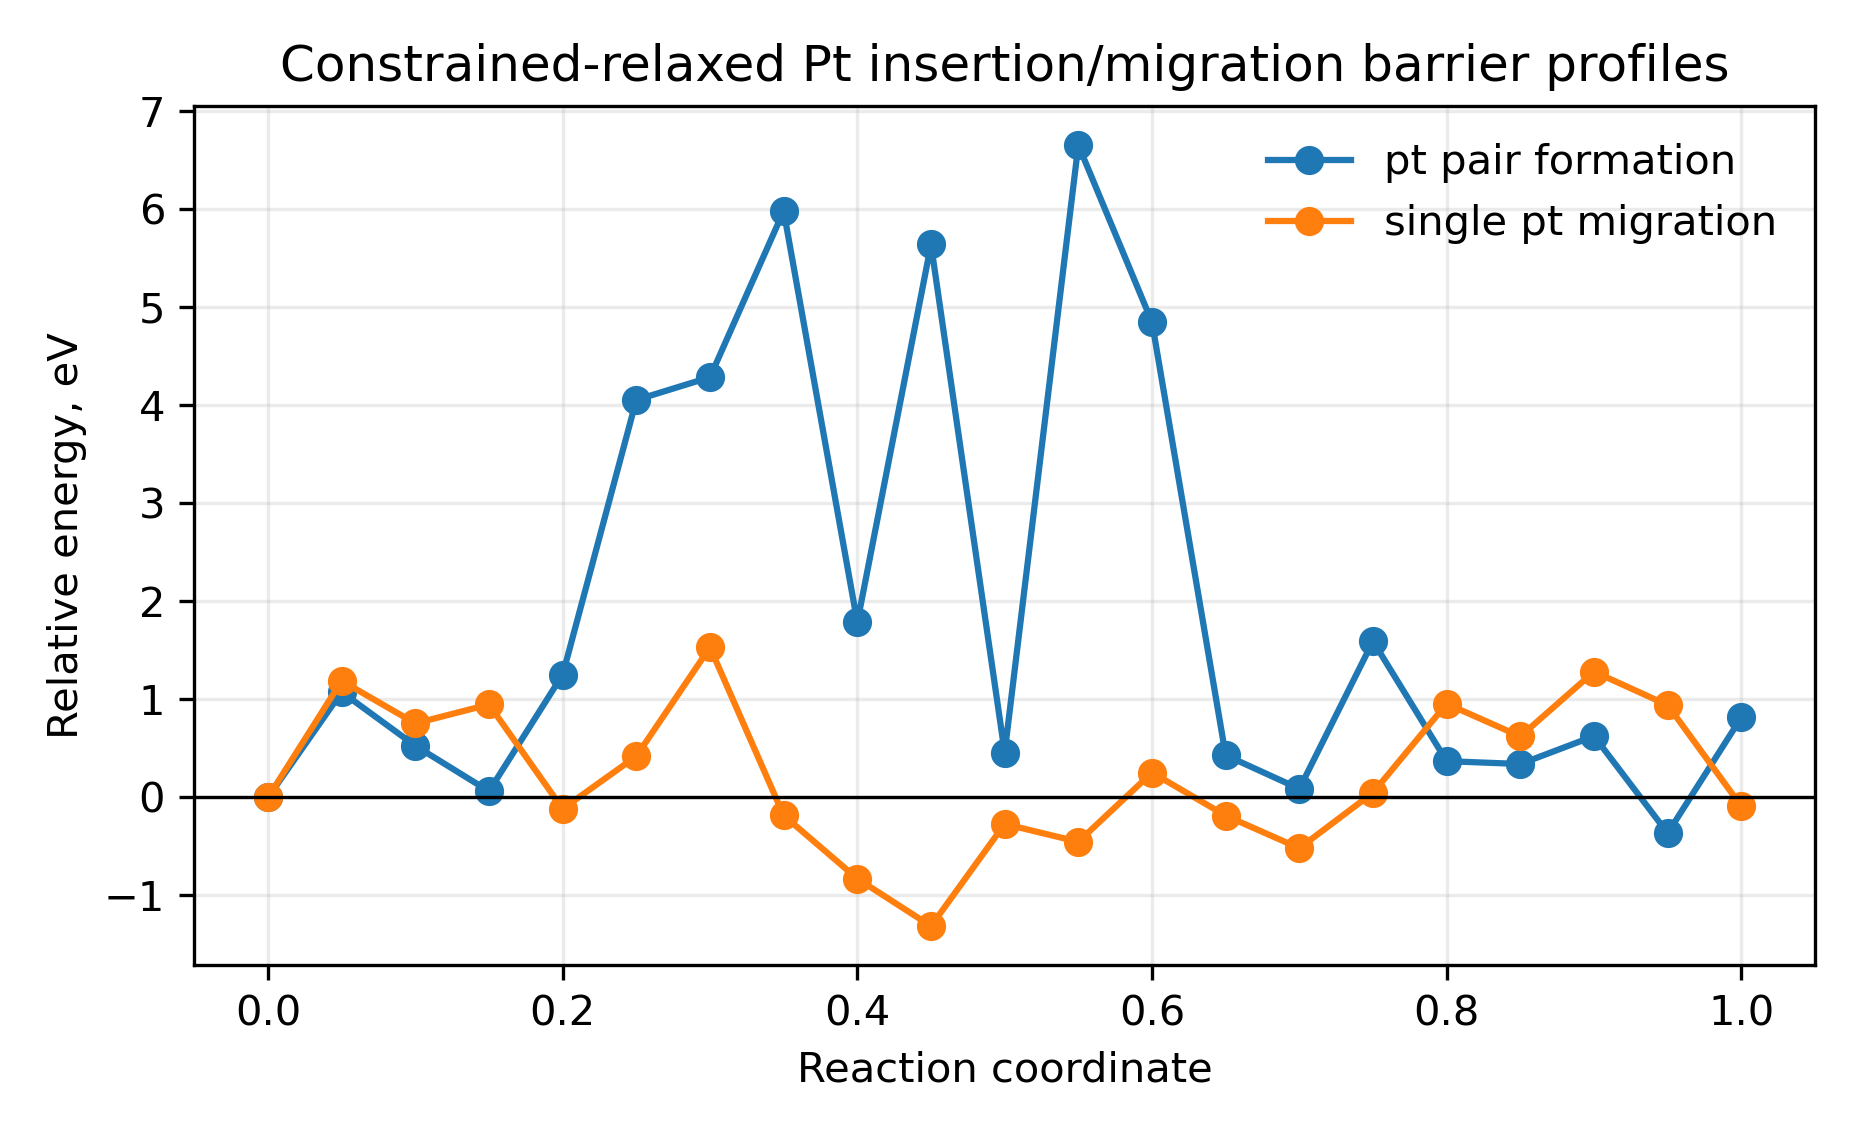 Constrained-relaxed Pt insertion/migration barrier profiles
pt pair formation
single pt migration
Relative energy, eV
7
6
5
4
3
2
1
0
−1
0.0 0.2 0.4 0.6 0.8 1.0
Reaction coordinate